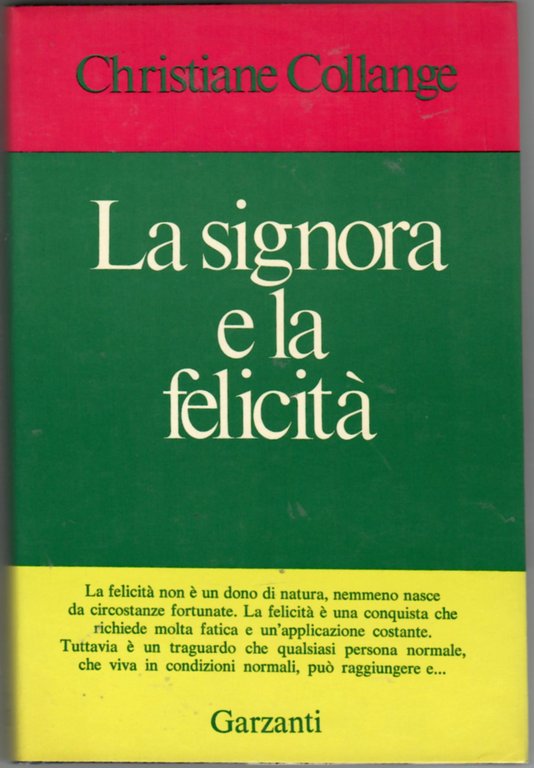 Christiane Collange
La signora
e la
felicità
La felicità non è un dono di natura, nemmeno nasce
da circostanze fortunate. La felicità è una conquista che
richiede molta fatica e un'applicazione costante.
Tuttavia è un traguardo che qualsiasi persona normale,
che viva in condizioni normali, può raggiungere e...
Garzanti